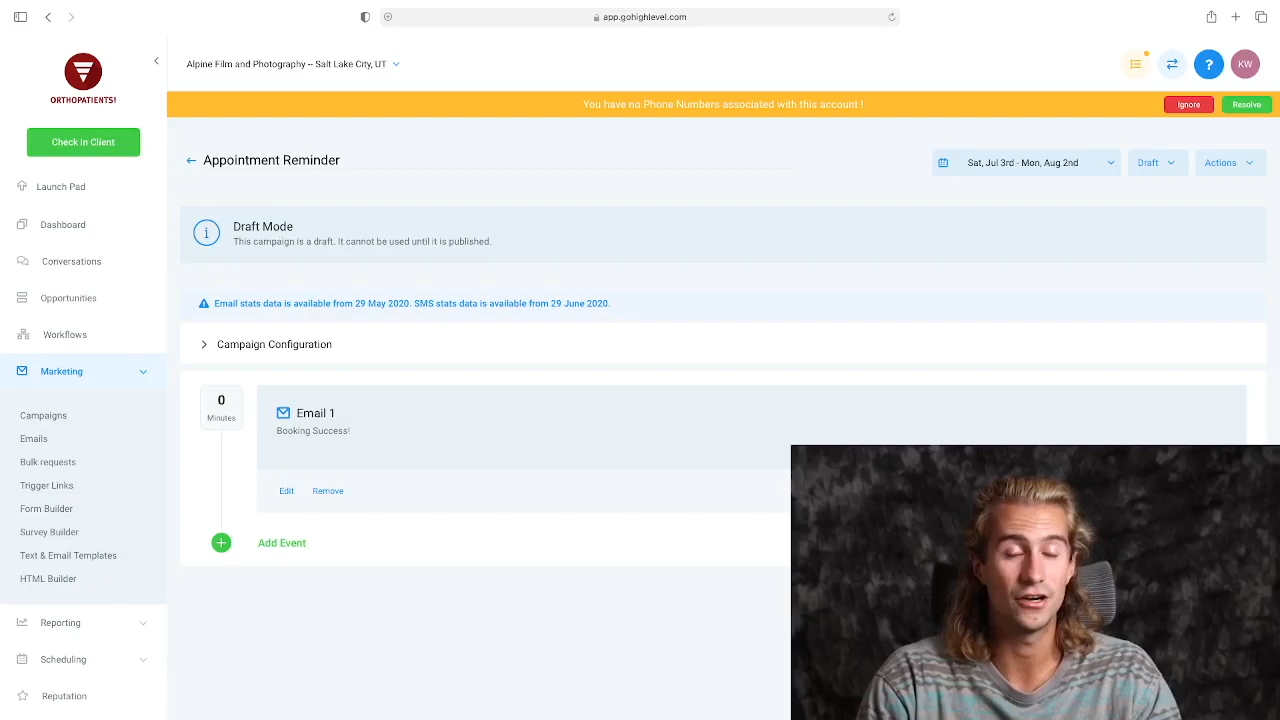 app.gohighlevel.com
ORTHOPATIENTS!
Alpine Film and Photography -- Salt Lake City, UT
?
KW
You have no Phone Numbers associated with this account !
Ignore
Resolve
Check In Client
Launch Pad
Dashboard
Conversations
Opportunities
Workflows
Marketing
Campaigns
Emails
Bulk requests
Trigger Links
Form Builder
Survey Builder
Text & Email Templates
HTML Builder
Reporting
Scheduling
Reputation
Appointment Reminder
Sat, Jul 3rd - Mon, Aug 2nd
Draft
Actions
Draft Mode
This campaign is a draft. It cannot be used until it is published.
Email stats data is available from 29 May 2020. SMS stats data is available from 29 June 2020.
Campaign Configuration
0
Minutes
Email 1
Booking Success!
Edit
Remove
Add Event